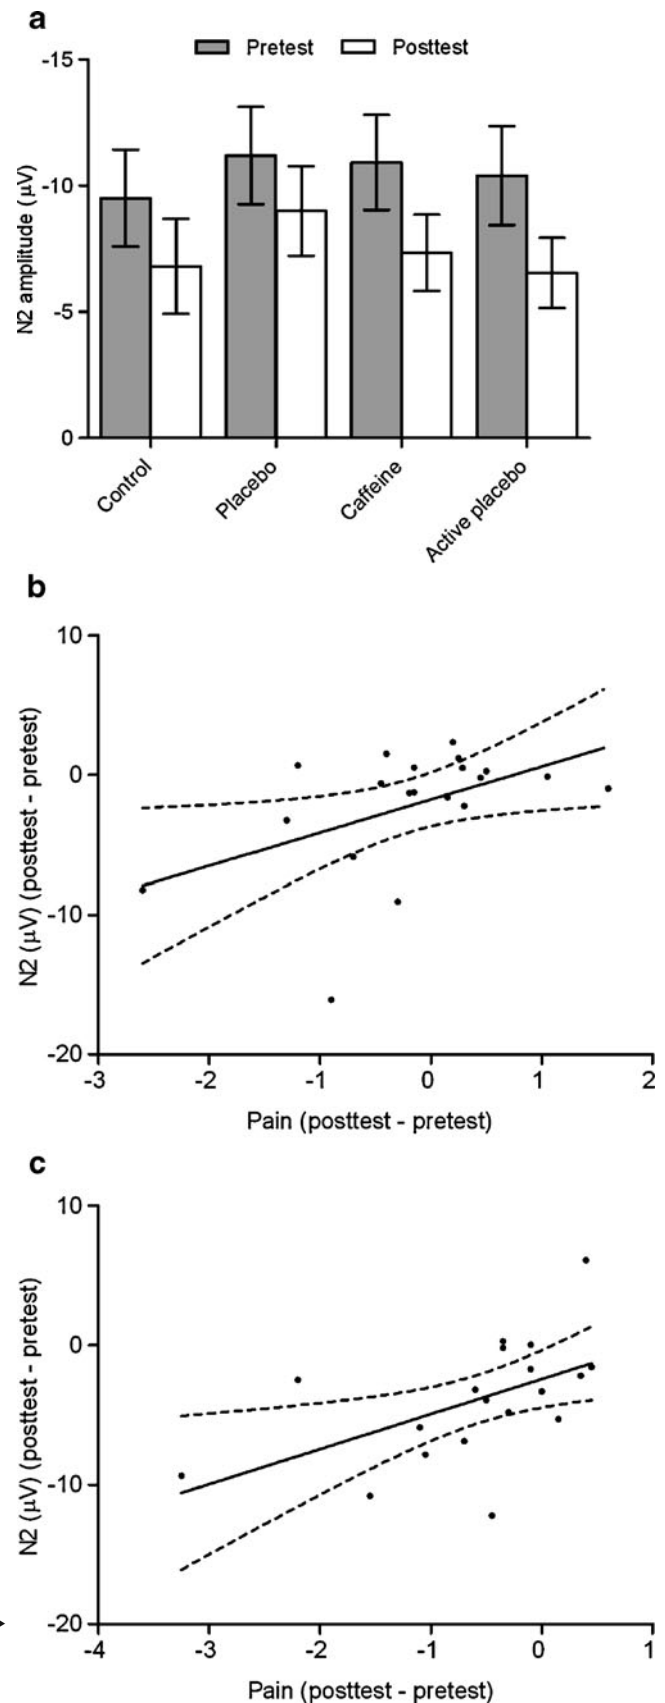 a
Pretest Posttest
-15
-10
-5
0
N2 amplitude (μV)
Control Placebo Caffeine Active placebo
b
10
0
-10
-20
N2 (μV) (posttest - pretest)
-3 -2 -1 0 1 2
Pain (posttest - pretest)
c
10
0
-10
-20
N2 (μV) (posttest - pretest)
-4 -3 -2 -1 0 1
Pain (posttest - pretest)